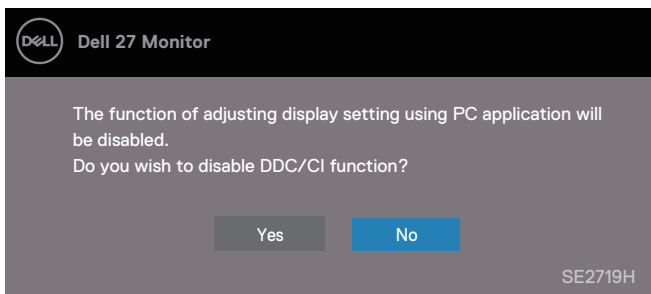 DELL
Dell 27 Monitor
The function of adjusting display setting using PC application will
be disabled.
Do you wish to disable DDC/CI function?
Yes
No
SE2719H